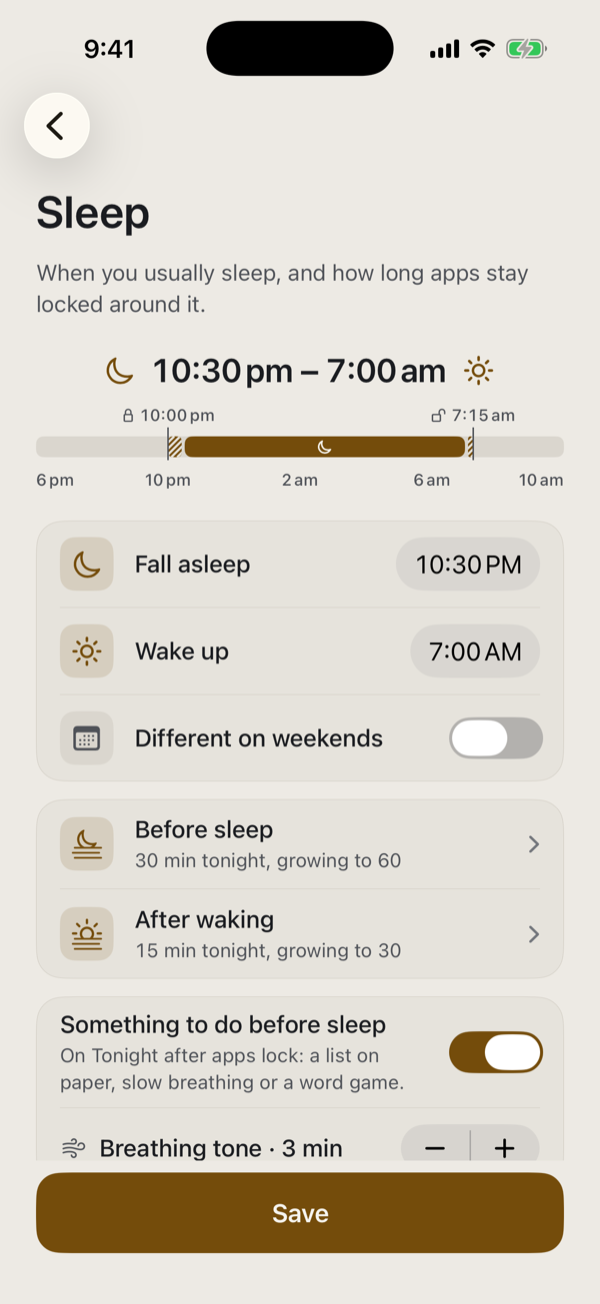 9:41
Sleep
When you usually sleep, and how long apps stay
locked around it.
10:30 pm – 7:00 am
10:00 pm
7:15 am
6 pm
10 pm
2 am
6 am
10 am
Fall asleep
10:30 PM
Wake up
7:00 AM
Different on weekends
Before sleep
30 min tonight, growing to 60
After waking
15 min tonight, growing to 30
Something to do before sleep
On Tonight after apps lock: a list on
paper, slow breathing or a word game.
Breathing tone · 3 min
Save